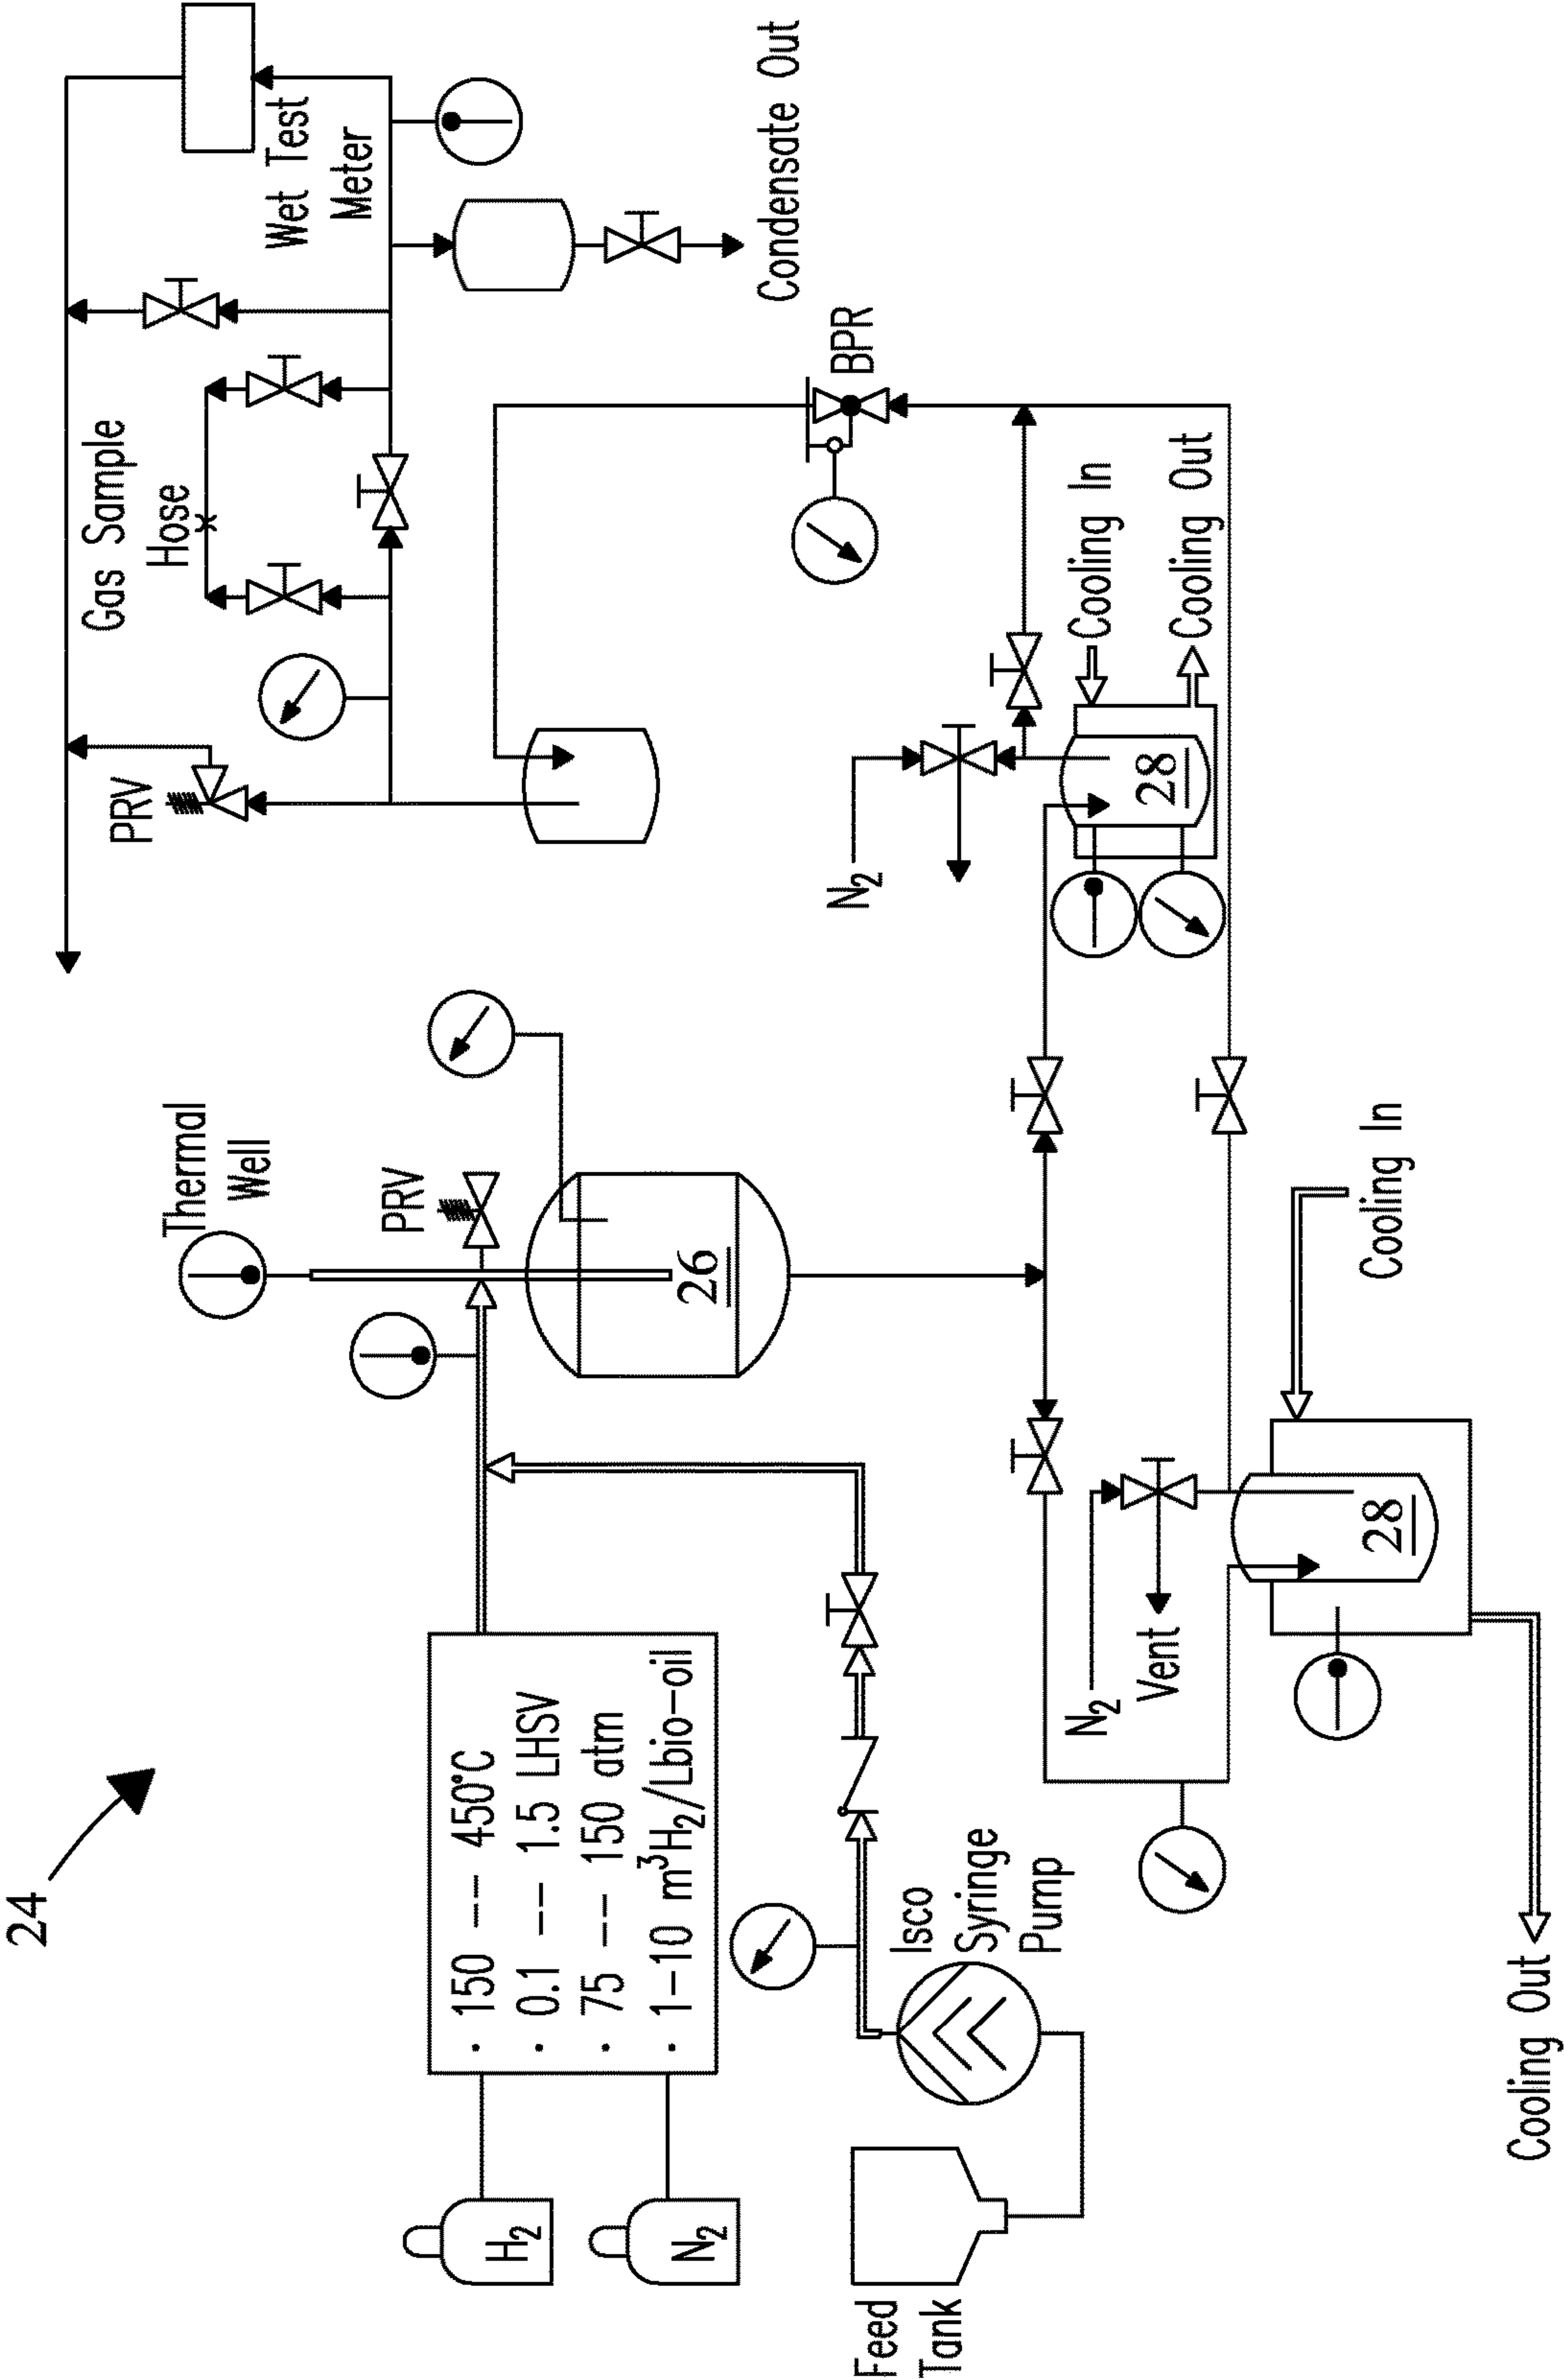 24
H2
N2
• 150 -- 450°C
• 0.1 -- 1.5 LHSV
• 75 -- 150 atm
• 1-10 m³H2/Lbio-oil
Feed
Tank
Isco
Syringe
Pump
Thermal
Well
PRV
26
N2
Vent
28
Cooling In
Cooling Out
PRV
Gas Sample
Hose
Wet Test
Meter
Condensate Out
BPR
N2
28
Cooling In
Cooling Out